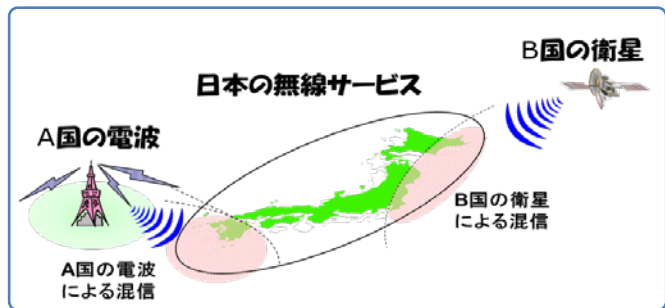 B国の衛星
日本の無線サービス
A国の電波
B国の衛星
による混信
A国の電波
による混信